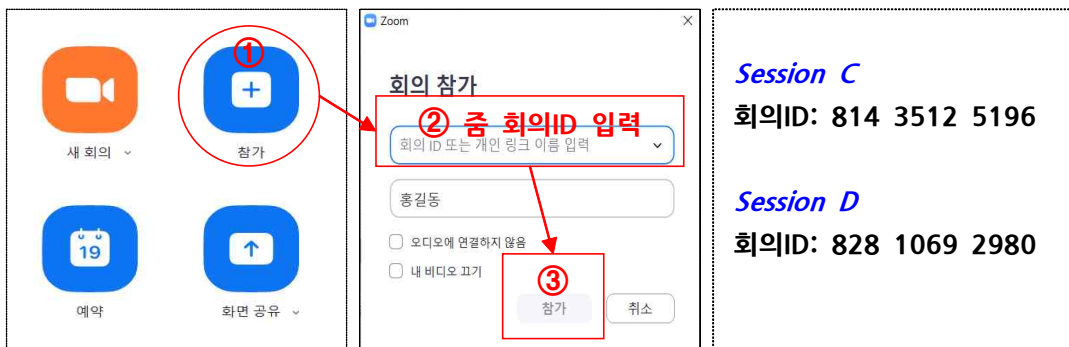 ①
새 회의
참가
19
예약
화면 공유
Zoom
회의 참가
② 줌 회의ID 입력
회의 ID 또는 개인 링크 이름 입력
홍길동
오디오에 연결하지 않음
내 비디오 끄기
③
참가
취소
Session C
회의ID: 814 3512 5196
Session D
회의ID: 828 1069 2980